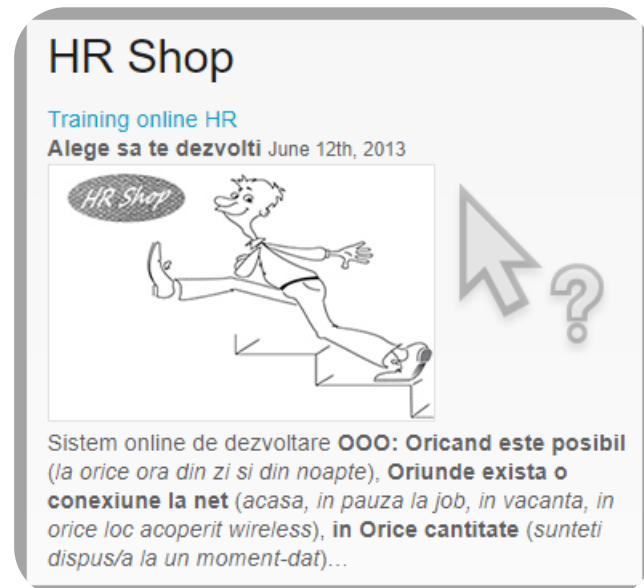 HR Shop
Training online HR
Alege sa te dezvolti June 12th, 2013
HR Shop
Sistem online de dezvoltare OOO: Oricand este posibil
(la orice ora din zi si din noapte), Oriunde exista o
conexiune la net (acasa, in pauza la job, in vacanta, in
orice loc acoperit wireless), in Orice cantitate (sunteti
dispus/a la un moment-dat)...
?